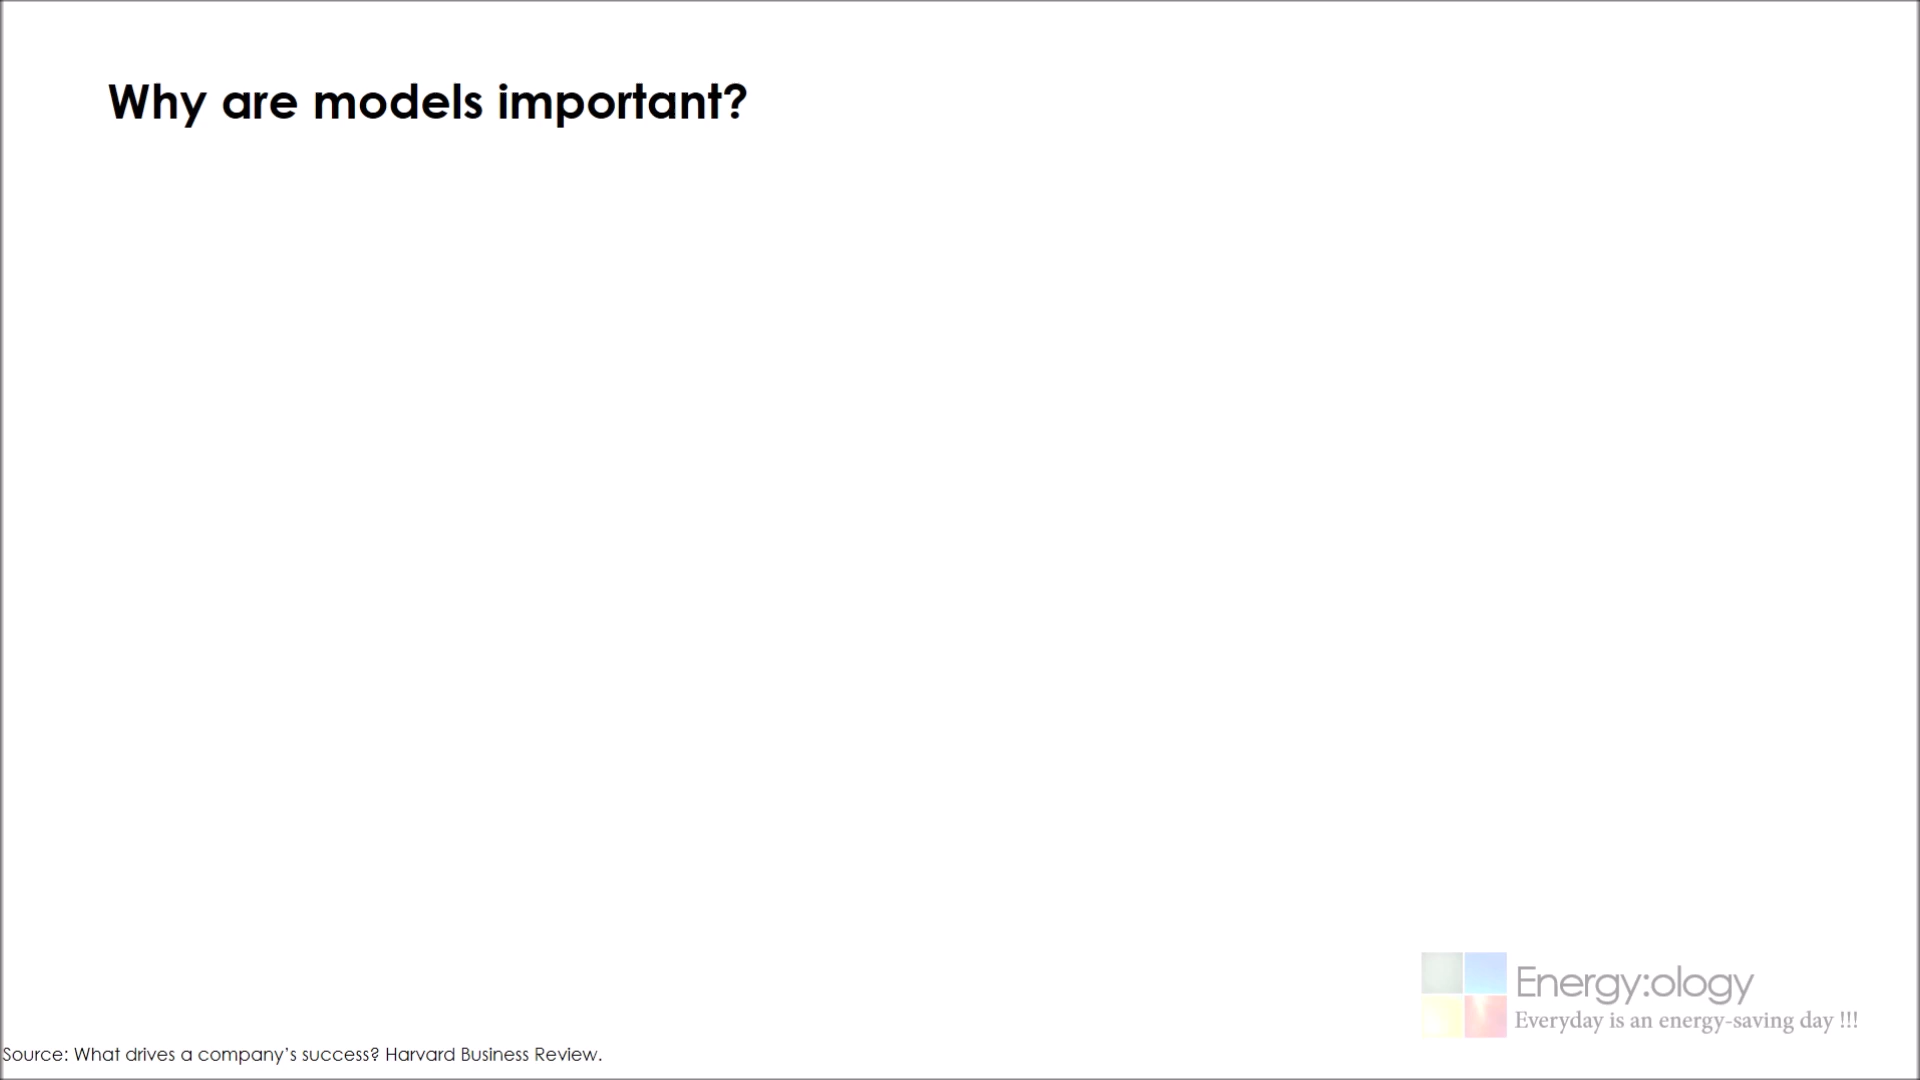 Why are models important?
Energy:ology
Everyday is an energy-saving day !!!
Source: What drives a company’s success? Harvard Business Review.